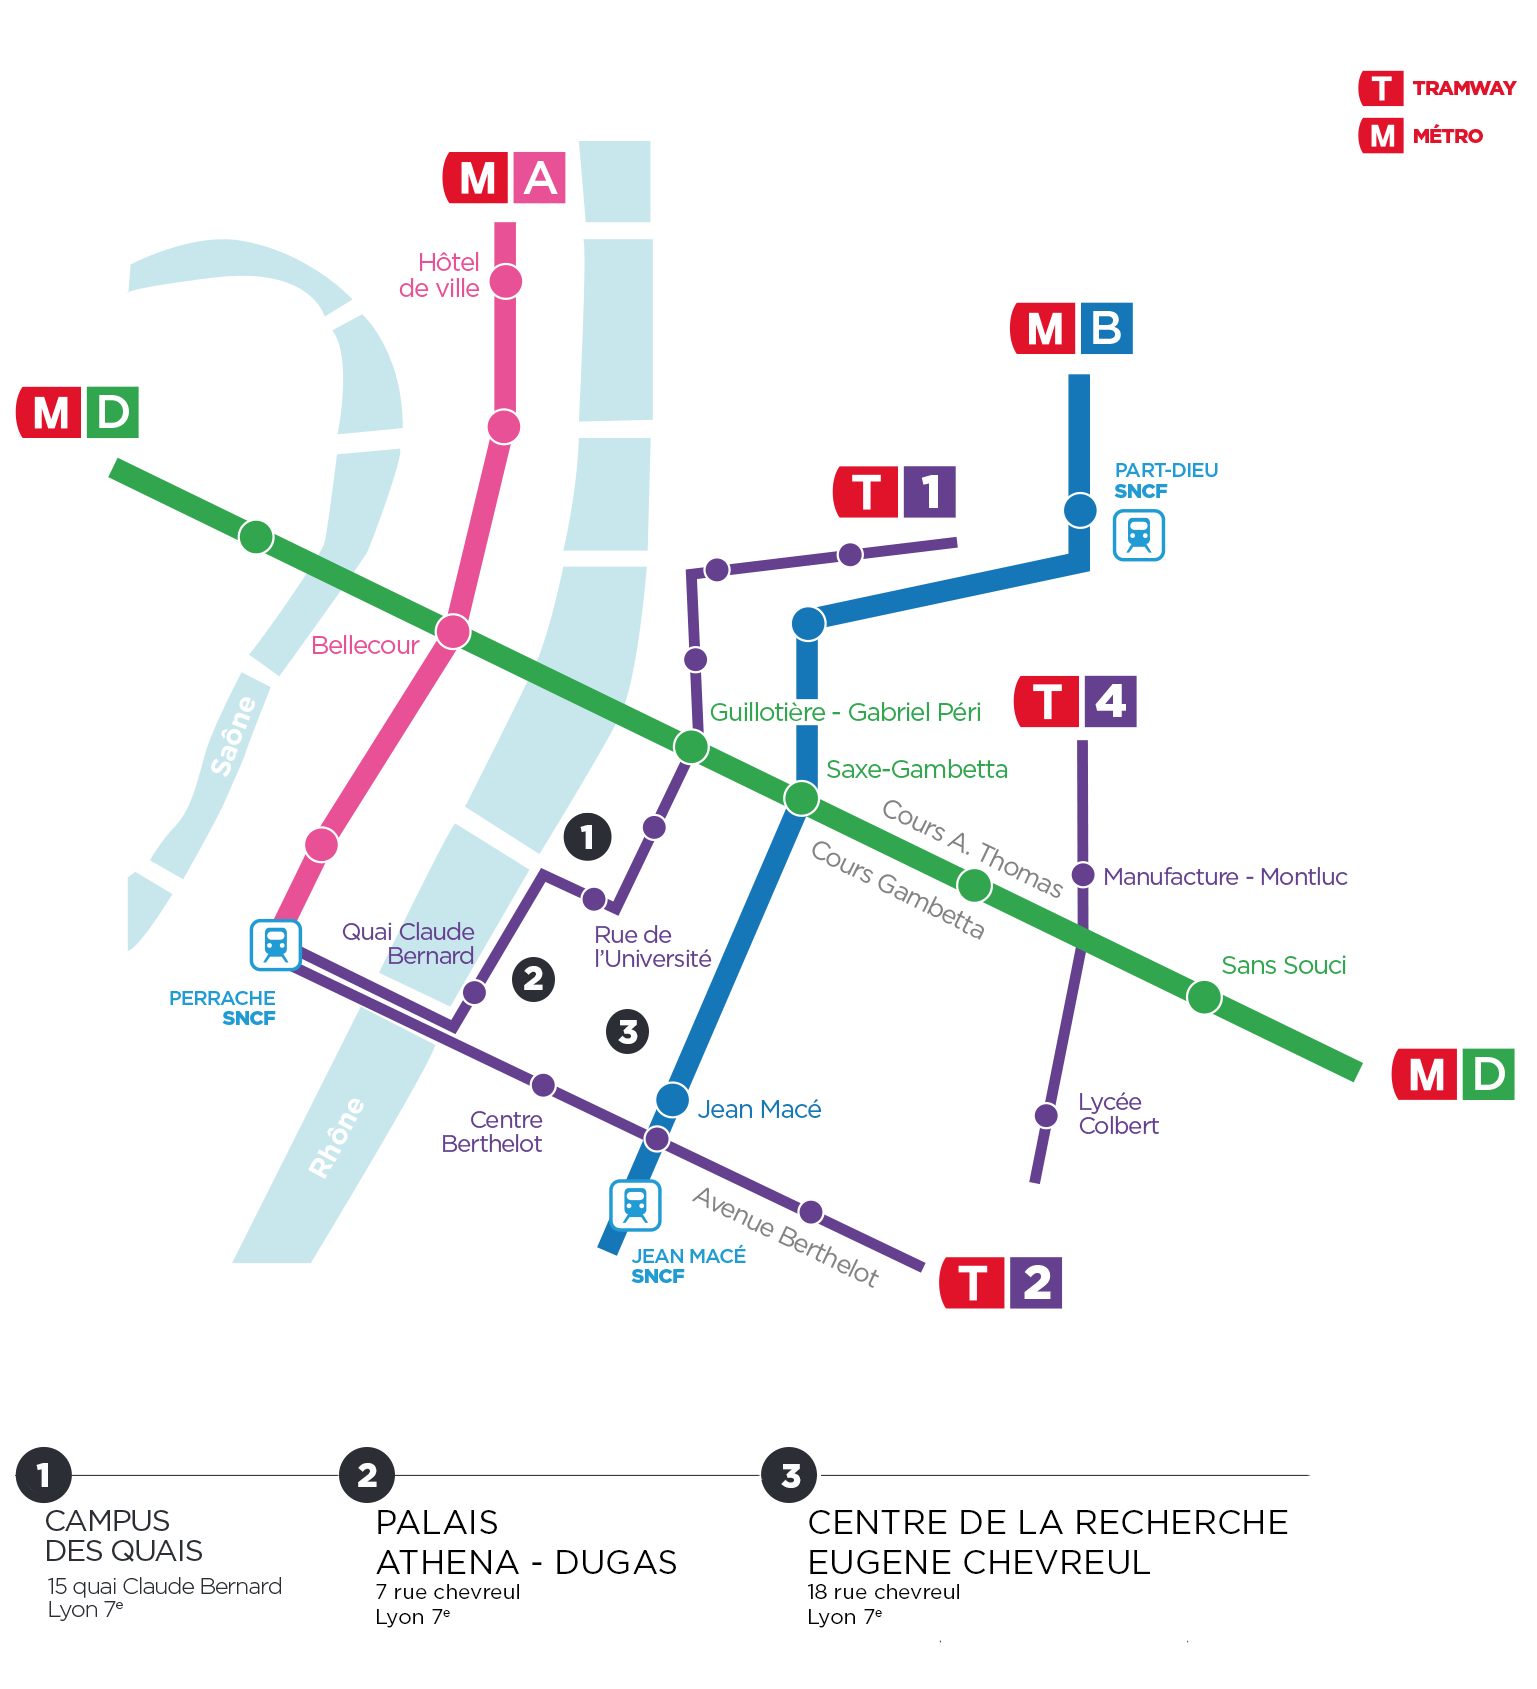 T TRAMWAY
M MÉTRO
M A
Hôtel
de ville
M B
M D
PART-DIEU
SNCF
T 1
Bellecour
Saône
Guillotière - Gabriel Péri
T 4
Saxe-Gambetta
Cours A. Thomas
Cours Gambetta
1
Manufacture - Montluc
Quai Claude
Bernard
Rue de
l'Université
2
Sans Souci
PERRACHE
SNCF
3
M D
Rhône
Centre
Berthelot
Jean Macé
Lycée
Colbert
Avenue Berthelot
JEAN MACÉ
SNCF
T 2
1
CAMPUS
DES QUAIS
15 quai Claude Bernard
Lyon 7e
2
PALAIS
ATHENA - DUGAS
7 rue chevreul
Lyon 7e
3
CENTRE DE LA RECHERCHE
EUGENE CHEVREUL
18 rue chevreul
Lyon 7e